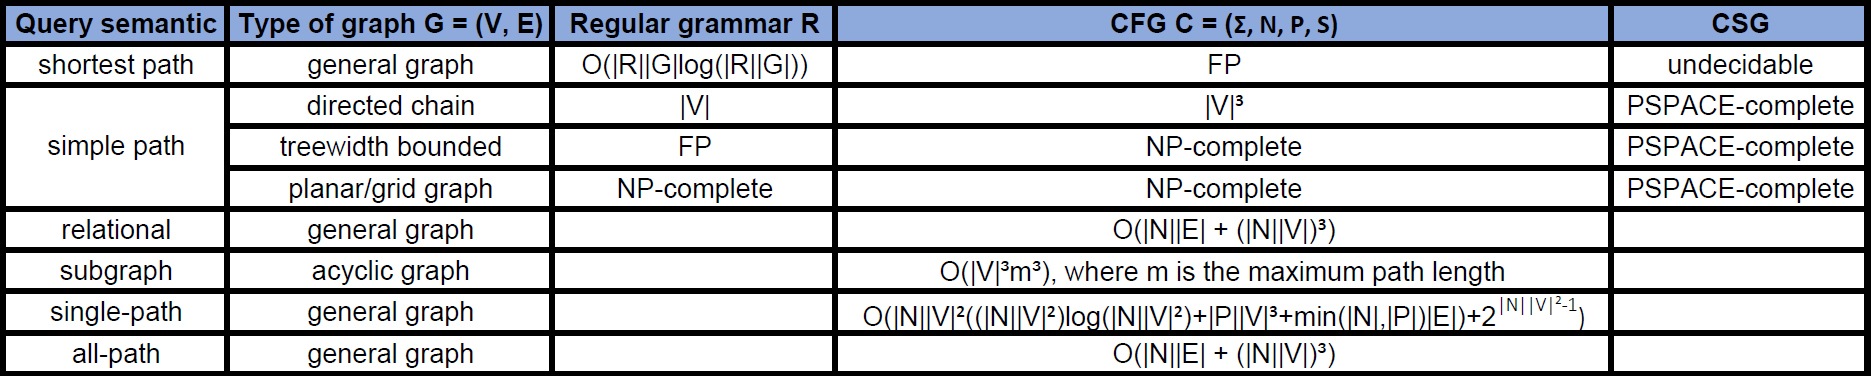 Query semantic Type of graph G = (V, E) Regular grammar R CFG C = (Σ, N, P, S) CSG
shortest path general graph O(|R||G|log(|R||G|)) FP undecidable
simple path directed chain |V| |V|³ PSPACE-complete
treewidth bounded FP NP-complete PSPACE-complete
planar/grid graph NP-complete NP-complete PSPACE-complete
relational general graph O(|N||E| + (|N||V|)³)
subgraph acyclic graph O(|V|³m³), where m is the maximum path length
single-path general graph O(|N||V|²((|N||V|²)log(|N||V|²)+|P||V|³+min(|N|,|P|)|E|)+2^|N||V|²-1)
all-path general graph O(|N||E| + (|N||V|)³)